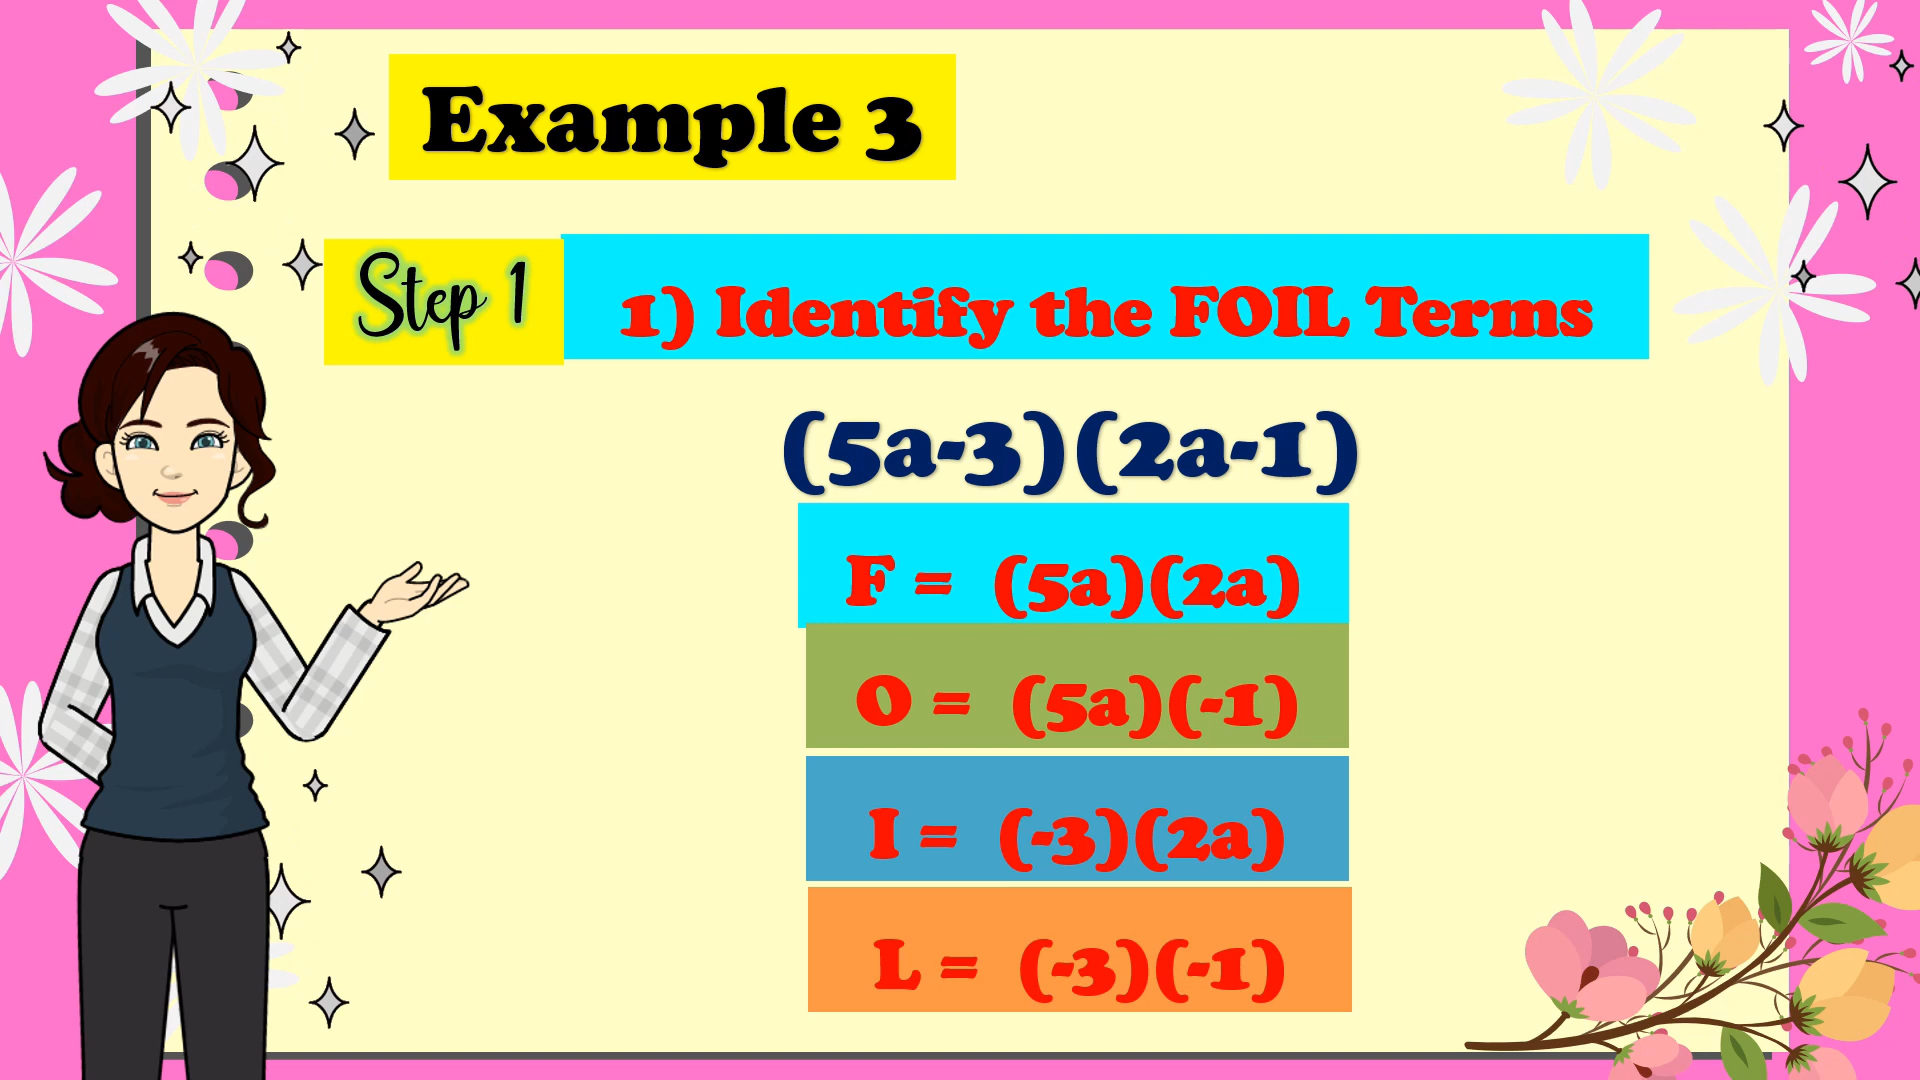 Example 3
Step 1
1) Identify the FOIL Terms
(5a-3)(2a-1)
F = (5a)(2a)
O = (5a)(-1)
I = (-3)(2a)
L = (-3)(-1)